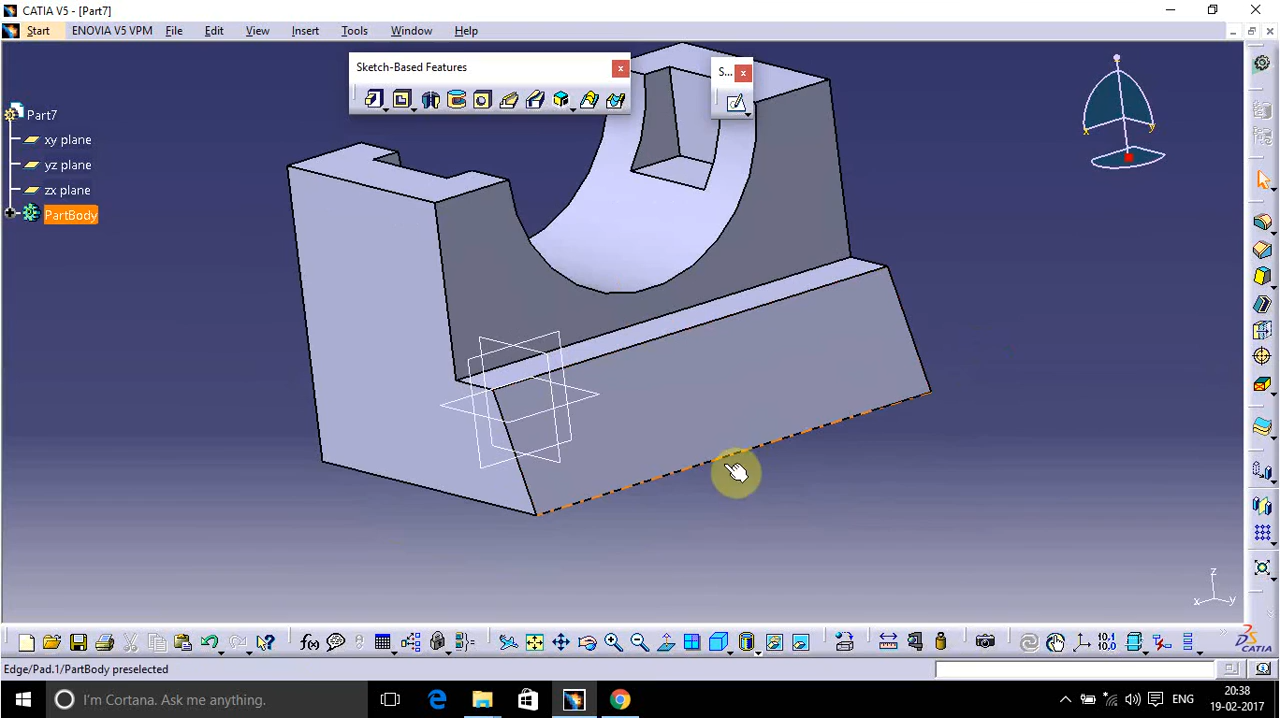 CATIA V5 - [Part7]
Start ENOVIA V5 VPM File Edit View Insert Tools Window Help
Sketch-Based Features
S...
Part7
xy plane
yz plane
zx plane
PartBody
z
x y
f(x)
10.1
CATIA
Edge/Pad.1/PartBody preselected
I'm Cortana. Ask me anything.
ENG
20:38
19-02-2017